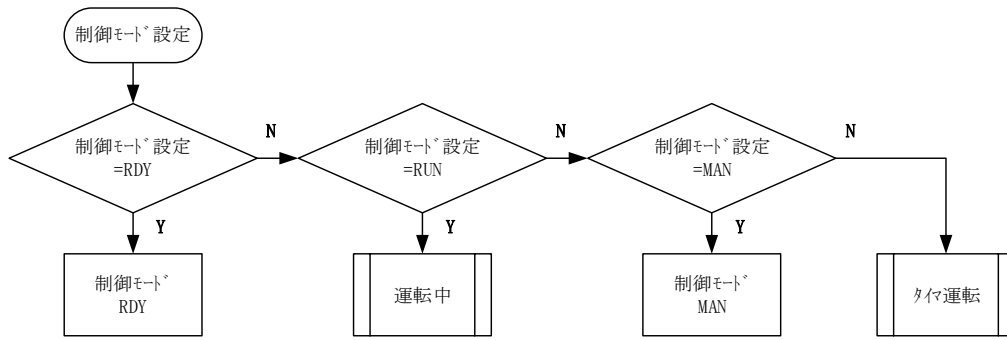 制御ﾓｰﾄﾞ設定
制御ﾓｰﾄﾞ設定
=RDY
N
制御ﾓｰﾄﾞ設定
=RUN
N
制御ﾓｰﾄﾞ設定
=MAN
N
Y
Y
Y
制御ﾓｰﾄﾞ
RDY
運転中
制御ﾓｰﾄﾞ
MAN
ﾀｲﾏ運転